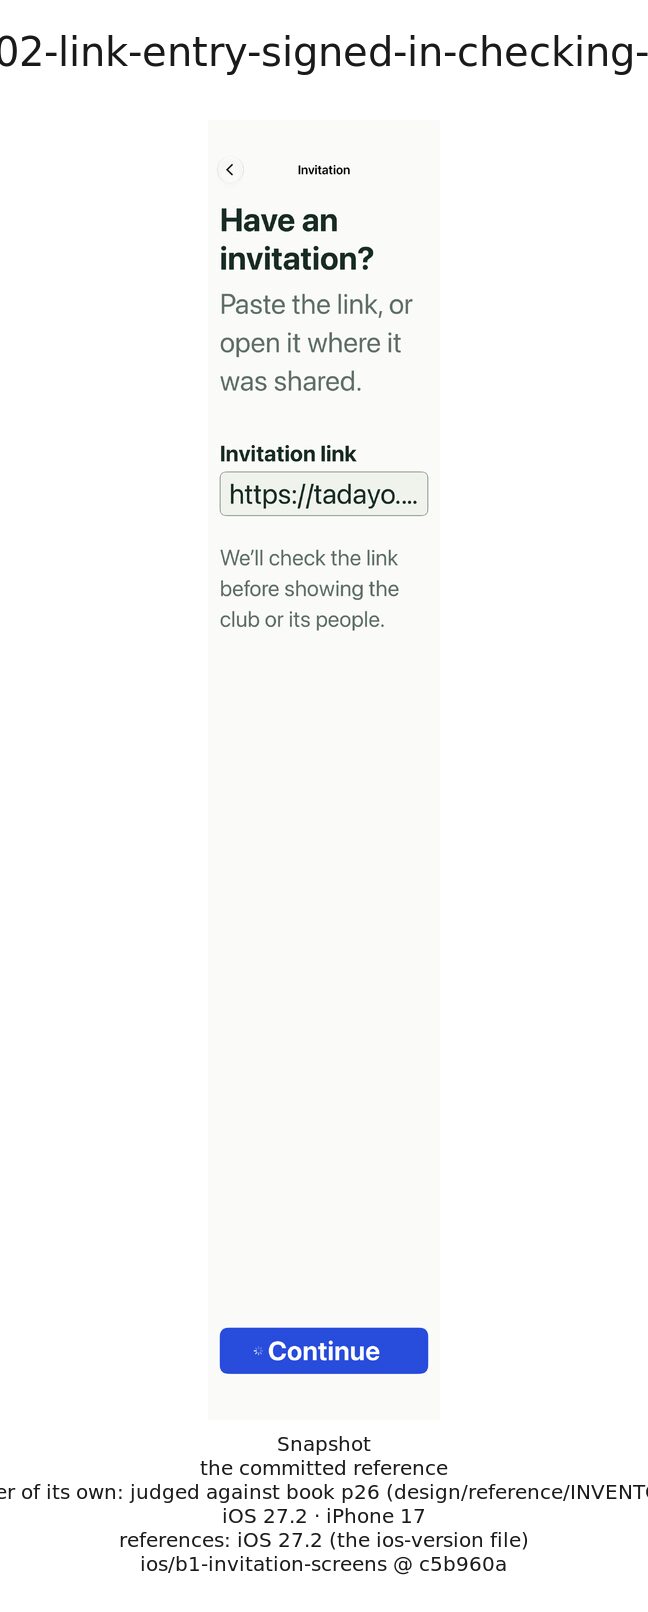 02-link-entry-signed-in-checking-
Invitation
Have an
invitation?
Paste the link, or
open it where it
was shared.
Invitation link
https://tadayo.…
We’ll check the link
before showing the
club or its people.
Continue
Snapshot
the committed reference
er of its own: judged against book p26 (design/reference/INVENT
iOS 27.2 · iPhone 17
references: iOS 27.2 (the ios-version file)
ios/b1-invitation-screens @ c5b960a